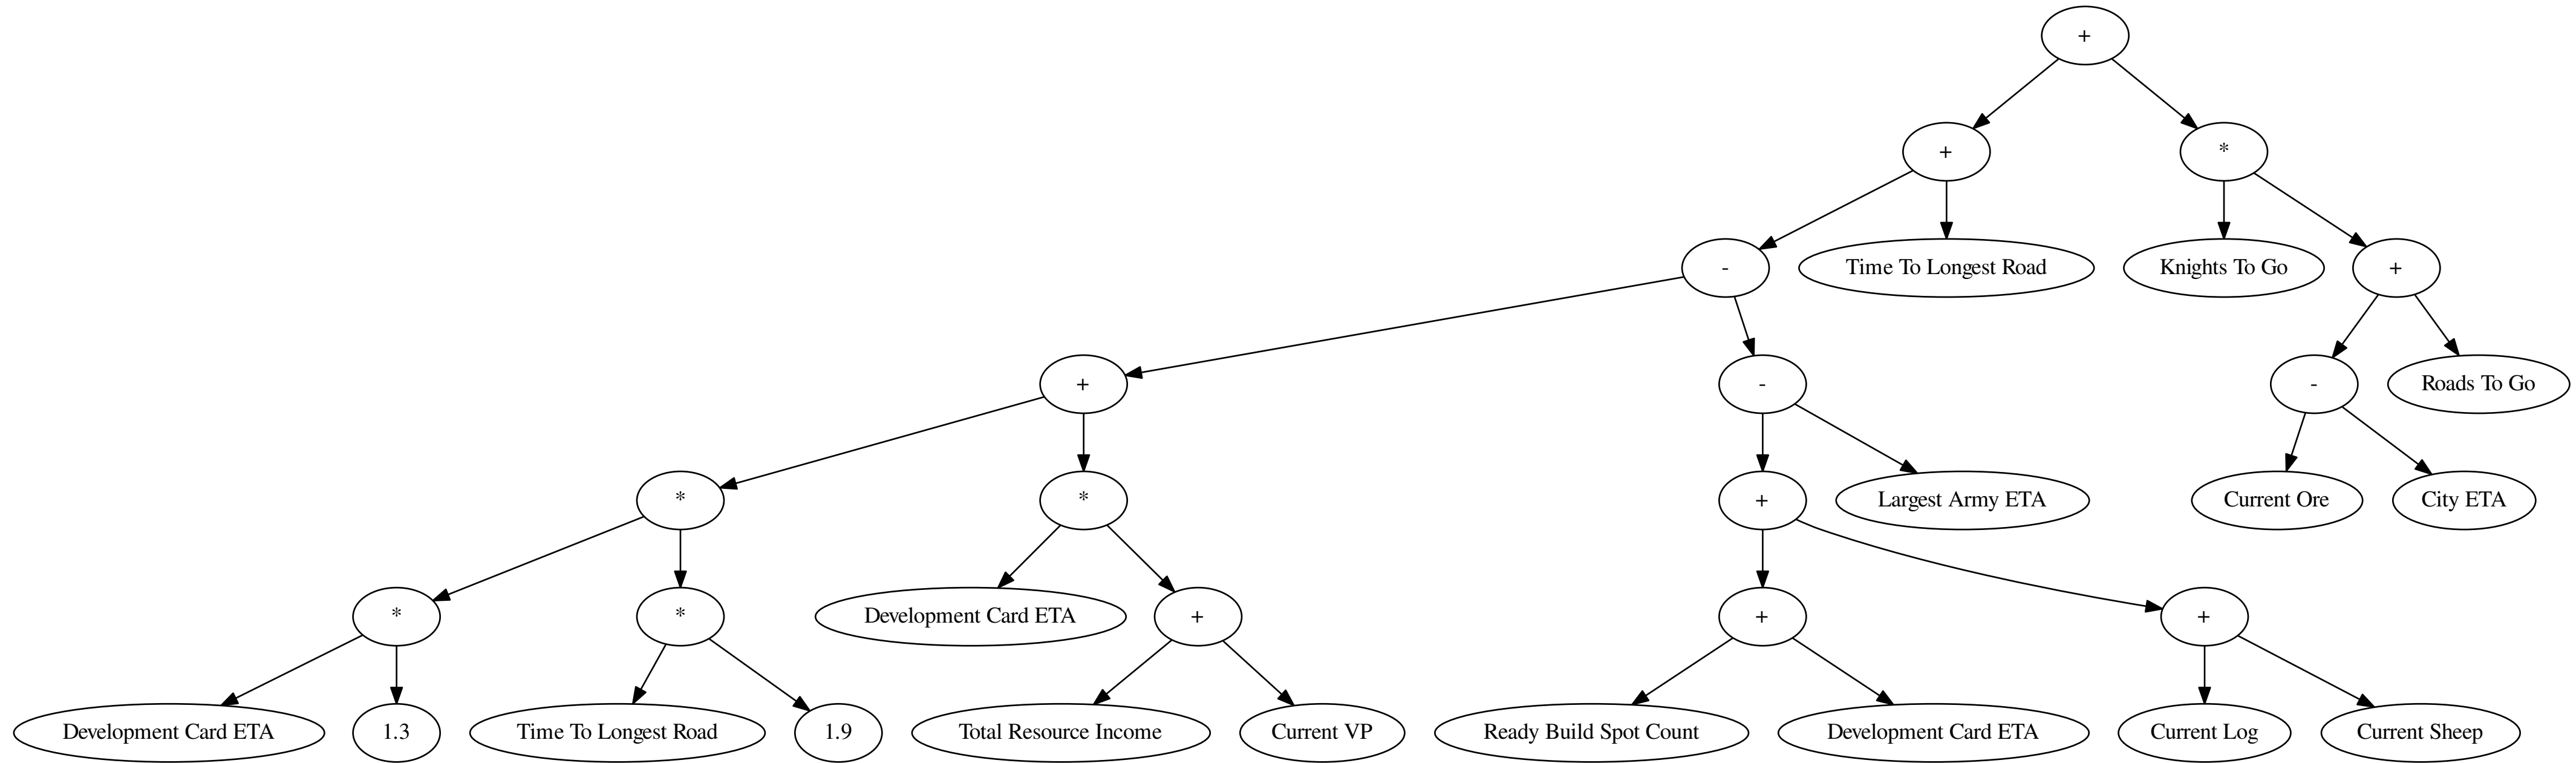 +
+
*
-
Time To Longest Road
Knights To Go
+
+
-
-
Roads To Go
*
*
+
Largest Army ETA
Current Ore
City ETA
*
*
Development Card ETA
+
+
+
Development Card ETA
1.3
Time To Longest Road
1.9
Total Resource Income
Current VP
Ready Build Spot Count
Development Card ETA
Current Log
Current Sheep